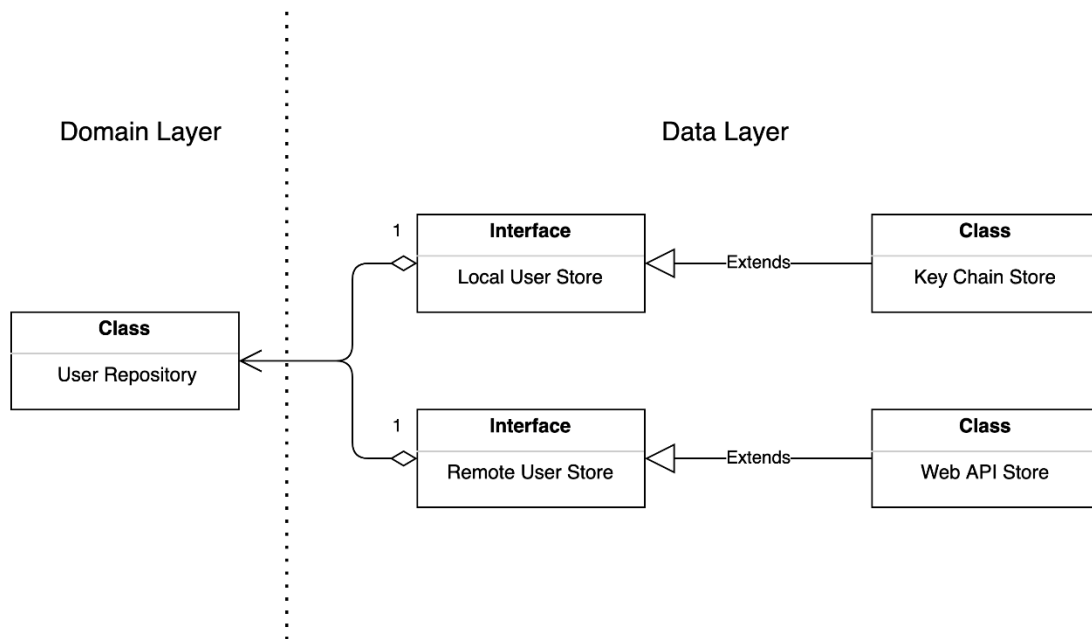 Domain Layer
Data Layer
1
Interface
Local User Store
Extends
Class
Key Chain Store
Class
User Repository
1
Interface
Remote User Store
Extends
Class
Web API Store